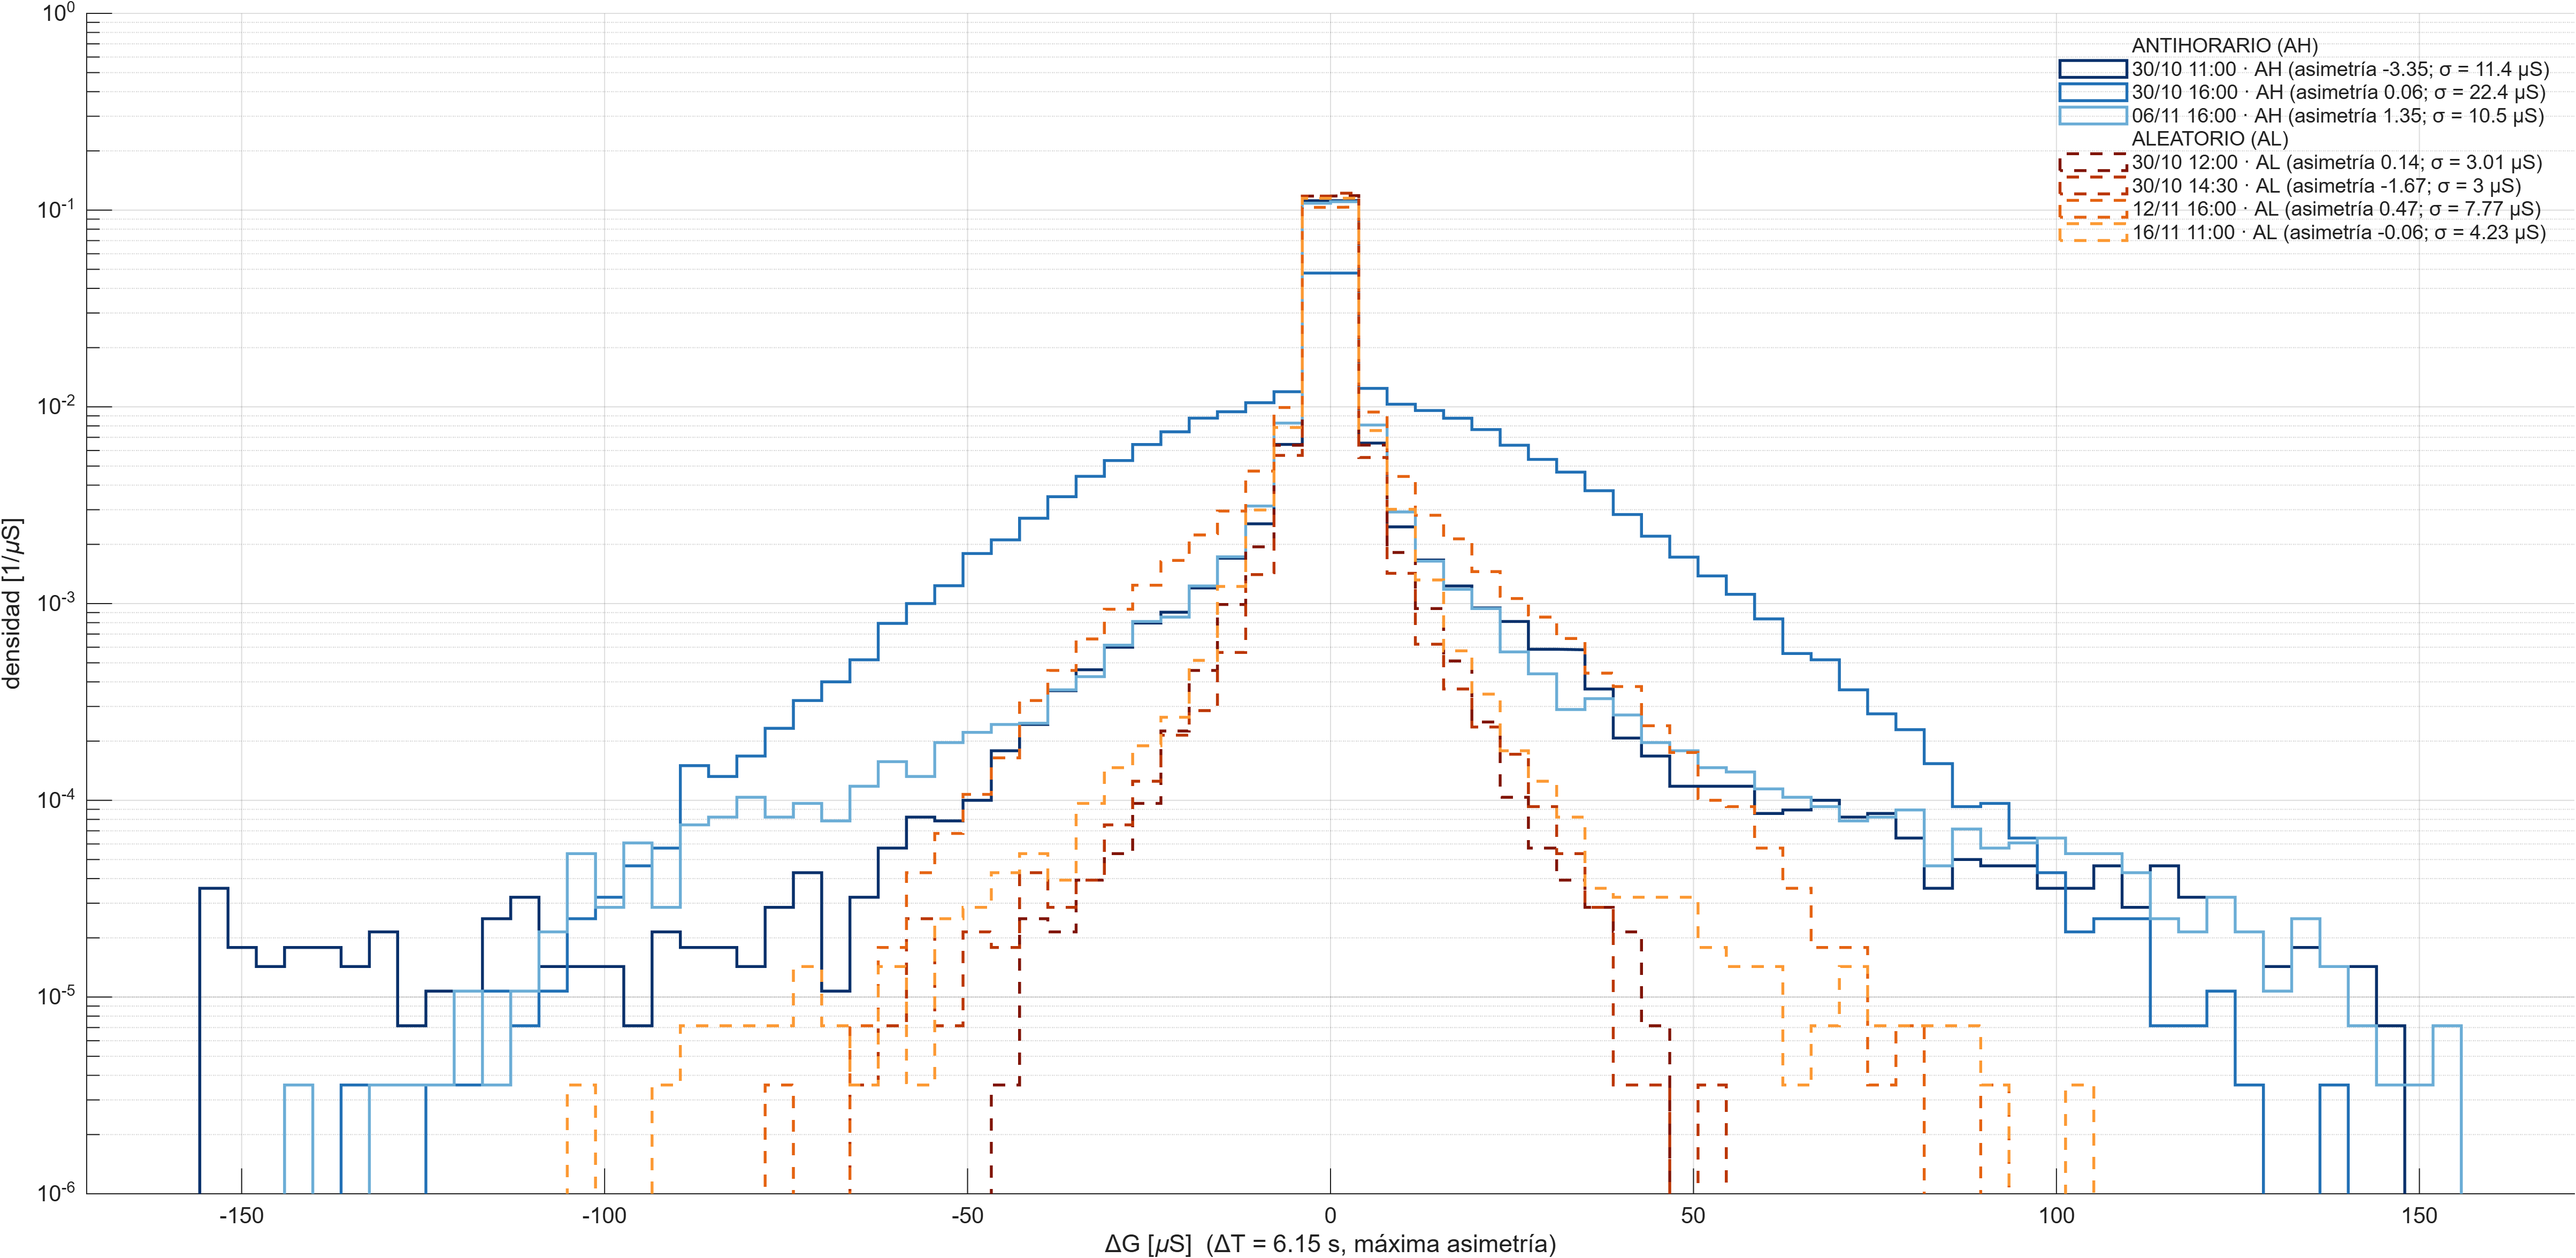 10⁰
10⁻¹
10⁻²
10⁻³
10⁻⁴
10⁻⁵
10⁻⁶
densidad [1/µS]
ANTIHORARIO (AH)
30/10 11:00 · AH (asimetría -3.35; σ = 11.4 µS)
30/10 16:00 · AH (asimetría 0.06; σ = 22.4 µS)
06/11 16:00 · AH (asimetría 1.35; σ = 10.5 µS)
ALEATORIO (AL)
30/10 12:00 · AL (asimetría 0.14; σ = 3.01 µS)
30/10 14:30 · AL (asimetría -1.67; σ = 3 µS)
12/11 16:00 · AL (asimetría 0.47; σ = 7.77 µS)
16/11 11:00 · AL (asimetría -0.06; σ = 4.23 µS)
-150 -100 -50 0 50 100 150
ΔG [µS] (ΔT = 6.15 s, máxima asimetría)